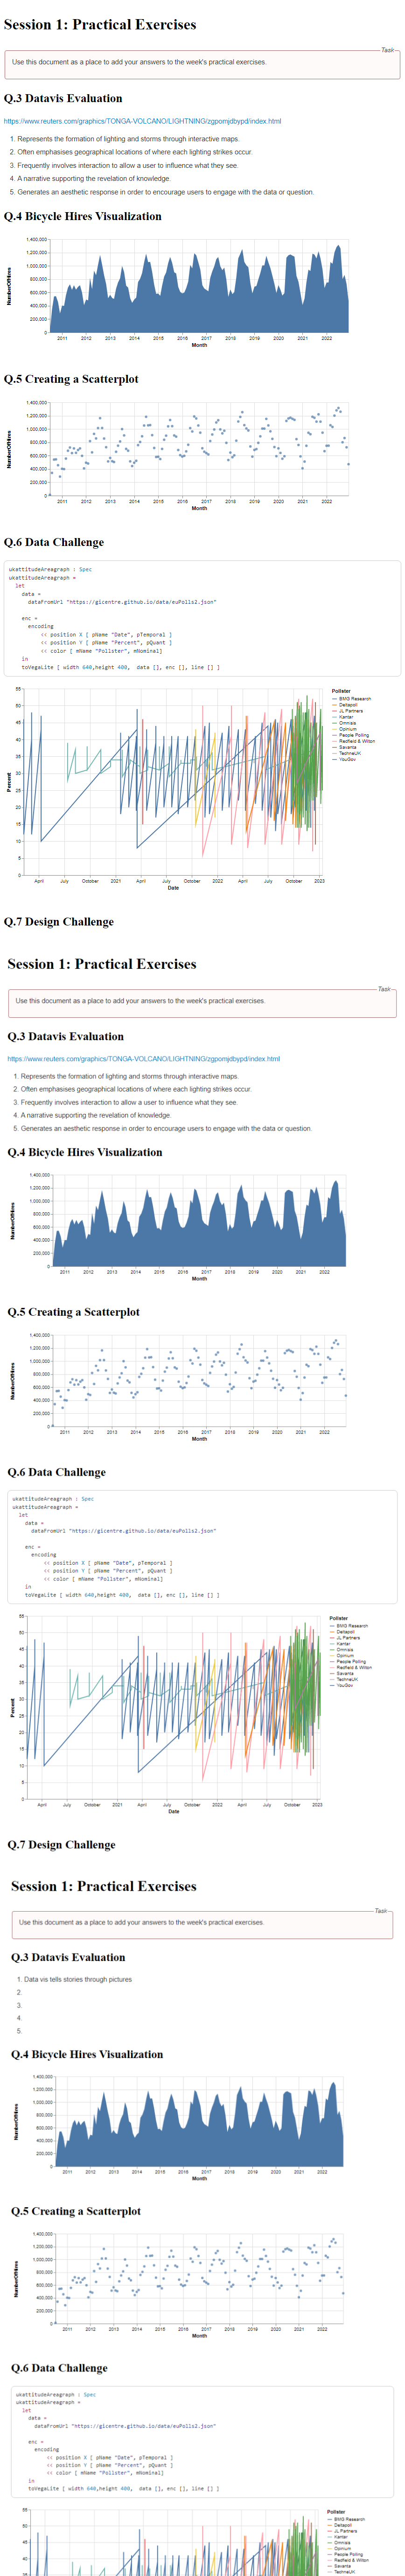 Session 1: Practical Exercises
Task
Use this document as a place to add your answers to the week's practical exercises.
Q.3 Datavis Evaluation
https://www.reuters.com/graphics/TONGA-VOLCANO/LIGHTNING/zgpomjdbypd/index.html
1. Represents the formation of lighting and storms through interactive maps.
2. Often emphasises geographical locations of where each lighting strikes occur.
3. Frequently involves interaction to allow a user to influence what they see.
4. A narrative supporting the revelation of knowledge.
5. Generates an aesthetic response in order to encourage users to engage with the data or question.
Q.4 Bicycle Hires Visualization
NumberOfHires
1,400,000
1,200,000
1,000,000
800,000
600,000
400,000
200,000
0
2011 2012 2013 2014 2015 2016 2017 2018 2019 2020 2021 2022
Month
Q.5 Creating a Scatterplot
NumberOfHires
1,400,000
1,200,000
1,000,000
800,000
600,000
400,000
200,000
0
2011 2012 2013 2014 2015 2016 2017 2018 2019 2020 2021 2022
Month
Q.6 Data Challenge
ukattitudeAreagraph : Spec
ukattitudeAreagraph =
let
data =
dataFromUrl "https://gicentre.github.io/data/euPolls2.json"
enc =
encoding
<< position X [ pName "Date", pTemporal ]
<< position Y [ pName "Percent", pQuant ]
<< color [ mName "Pollster", mNominal]
in
toVegaLite [ width 640,height 400,  data [], enc [], line [] ]
Percent
55
50
45
40
35
30
25
20
15
10
5
0
April July October 2021 April July October 2022 April July October 2023
Date
Pollster
BMG Research
Deltapoll
JL Partners
Kantar
Omnisis
Opinium
People Polling
Redfield & Wilton
Savanta
TechneUK
YouGov
Q.7 Design Challenge
Session 1: Practical Exercises
Task
Use this document as a place to add your answers to the week's practical exercises.
Q.3 Datavis Evaluation
https://www.reuters.com/graphics/TONGA-VOLCANO/LIGHTNING/zgpomjdbypd/index.html
1. Represents the formation of lighting and storms through interactive maps.
2. Often emphasises geographical locations of where each lighting strikes occur.
3. Frequently involves interaction to allow a user to influence what they see.
4. A narrative supporting the revelation of knowledge.
5. Generates an aesthetic response in order to encourage users to engage with the data or question.
Q.4 Bicycle Hires Visualization
NumberOfHires
1,400,000
1,200,000
1,000,000
800,000
600,000
400,000
200,000
0
2011 2012 2013 2014 2015 2016 2017 2018 2019 2020 2021 2022
Month
Q.5 Creating a Scatterplot
NumberOfHires
1,400,000
1,200,000
1,000,000
800,000
600,000
400,000
200,000
0
2011 2012 2013 2014 2015 2016 2017 2018 2019 2020 2021 2022
Month
Q.6 Data Challenge
ukattitudeAreagraph : Spec
ukattitudeAreagraph =
let
data =
dataFromUrl "https://gicentre.github.io/data/euPolls2.json"
enc =
encoding
<< position X [ pName "Date", pTemporal ]
<< position Y [ pName "Percent", pQuant ]
<< color [ mName "Pollster", mNominal]
in
toVegaLite [ width 640,height 400,  data [], enc [], line [] ]
Percent
55
50
45
40
35
30
25
20
15
10
5
0
April July October 2021 April July October 2022 April July October 2023
Date
Pollster
BMG Research
Deltapoll
JL Partners
Kantar
Omnisis
Opinium
People Polling
Redfield & Wilton
Savanta
TechneUK
YouGov
Q.7 Design Challenge
Session 1: Practical Exercises
Task
Use this document as a place to add your answers to the week's practical exercises.
Q.3 Datavis Evaluation
1. Data vis tells stories through pictures
2.
3.
4.
5.
Q.4 Bicycle Hires Visualization
NumberOfHires
1,400,000
1,200,000
1,000,000
800,000
600,000
400,000
200,000
0
2011 2012 2013 2014 2015 2016 2017 2018 2019 2020 2021 2022
Month
Q.5 Creating a Scatterplot
NumberOfHires
1,400,000
1,200,000
1,000,000
800,000
600,000
400,000
200,000
0
2011 2012 2013 2014 2015 2016 2017 2018 2019 2020 2021 2022
Month
Q.6 Data Challenge
ukattitudeAreagraph : Spec
ukattitudeAreagraph =
let
data =
dataFromUrl "https://gicentre.github.io/data/euPolls2.json"
enc =
encoding
<< position X [ pName "Date", pTemporal ]
<< position Y [ pName "Percent", pQuant ]
<< color [ mName "Pollster", mNominal]
in
toVegaLite [ width 640,height 400,  data [], enc [], line [] ]
55
50
45
40
35
Pollster
BMG Research
Deltapoll
JL Partners
Kantar
Omnisis
Opinium
People Polling
Redfield & Wilton
Savanta
TechneUK